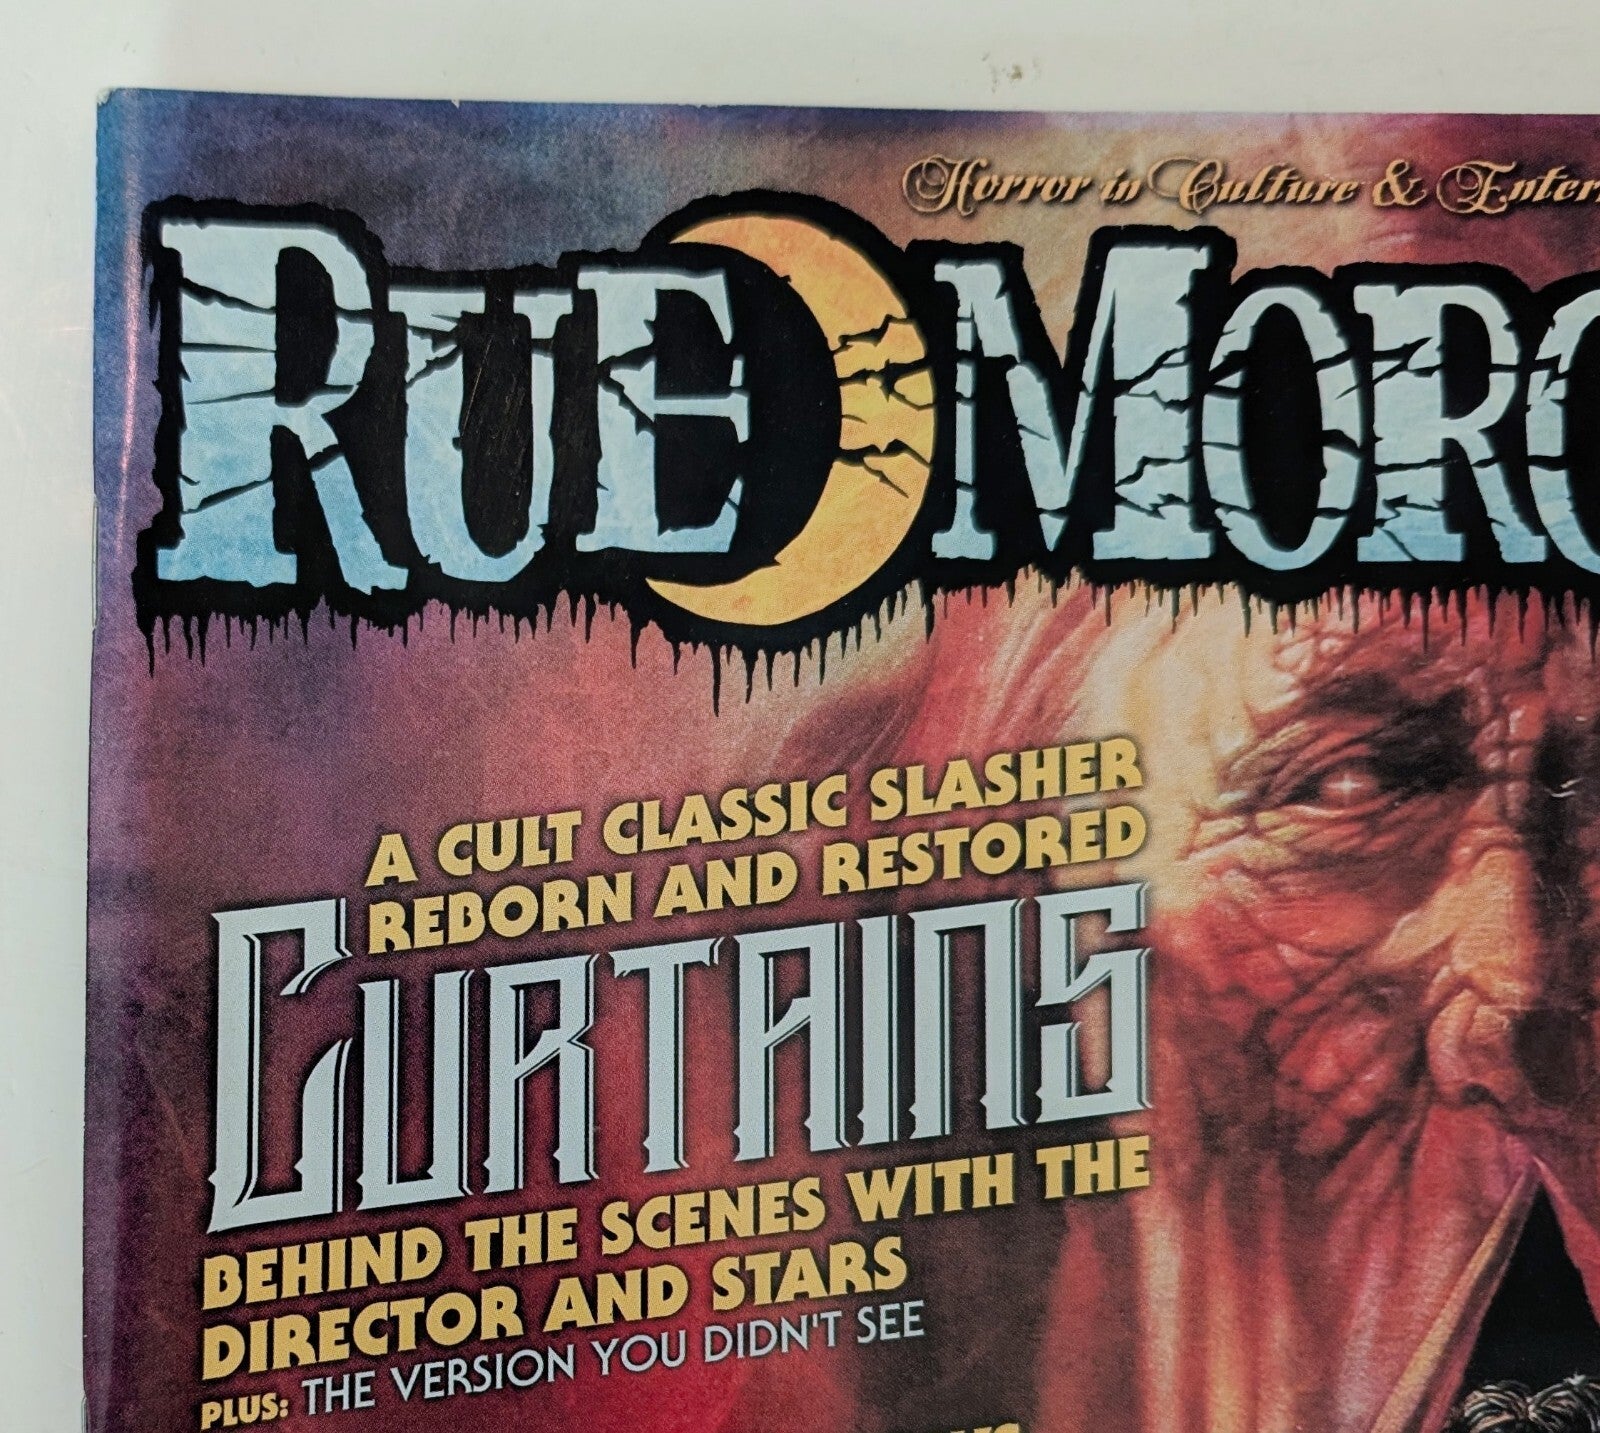 Horror in Culture &
RUE MORG
A CULT CLASSIC SLASHER
REBORN AND RESTORED
CURTAINS
BEHIND THE SCENES WITH THE
DIRECTOR AND STARS
PLUS: THE VERSION YOU DIDN'T SEE